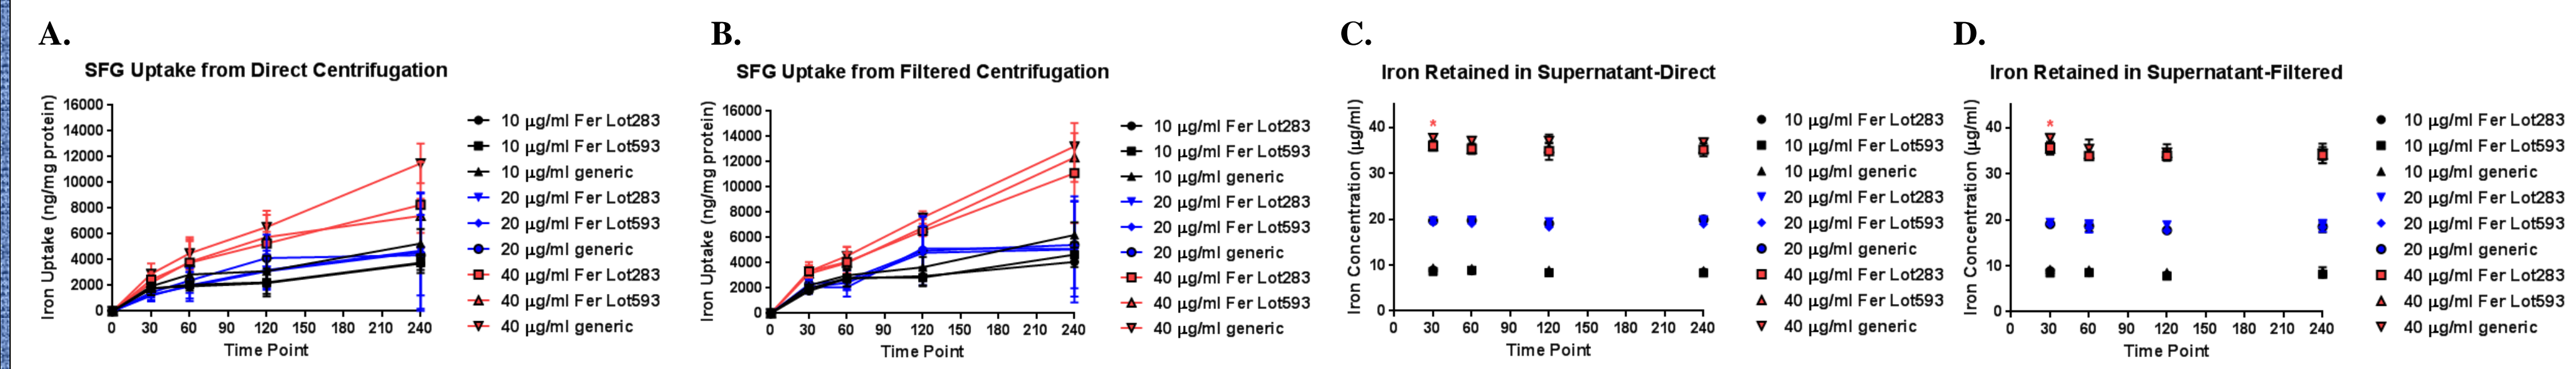 A.
SFG Uptake from Direct Centrifugation
Iron Uptake (ng/mg protein)
16000
14000
12000
10000
8000
6000
4000
2000
0
0 30 60 90 120 150 180 210 240
Time Point
10 µg/ml Fer Lot283
10 µg/ml Fer Lot593
10 µg/ml generic
20 µg/ml Fer Lot283
20 µg/ml Fer Lot593
20 µg/ml generic
40 µg/ml Fer Lot283
40 µg/ml Fer Lot593
40 µg/ml generic
B.
SFG Uptake from Filtered Centrifugation
Iron Uptake (ng/mg protein)
16000
14000
12000
10000
8000
6000
4000
2000
0
0 30 60 90 120 150 180 210 240
Time Point
10 µg/ml Fer Lot283
10 µg/ml Fer Lot593
10 µg/ml generic
20 µg/ml Fer Lot283
20 µg/ml Fer Lot593
20 µg/ml generic
40 µg/ml Fer Lot283
40 µg/ml Fer Lot593
40 µg/ml generic
C.
Iron Retained in Supernatant-Direct
Iron Concentration (µg/ml)
40
30
20
10
0
*
0 30 60 90 120 150 180 210 240
Time Point
10 µg/ml Fer Lot283
10 µg/ml Fer Lot593
10 µg/ml generic
20 µg/ml Fer Lot283
20 µg/ml Fer Lot593
20 µg/ml generic
40 µg/ml Fer Lot283
40 µg/ml Fer Lot593
40 µg/ml generic
D.
Iron Retained in Supernatant-Filtered
Iron Concentration (µg/ml)
40
30
20
10
0
*
0 30 60 90 120 150 180 210 240
Time Point
10 µg/ml Fer Lot283
10 µg/ml Fer Lot593
10 µg/ml generic
20 µg/ml Fer Lot283
20 µg/ml Fer Lot593
20 µg/ml generic
40 µg/ml Fer Lot283
40 µg/ml Fer Lot593
40 µg/ml generic